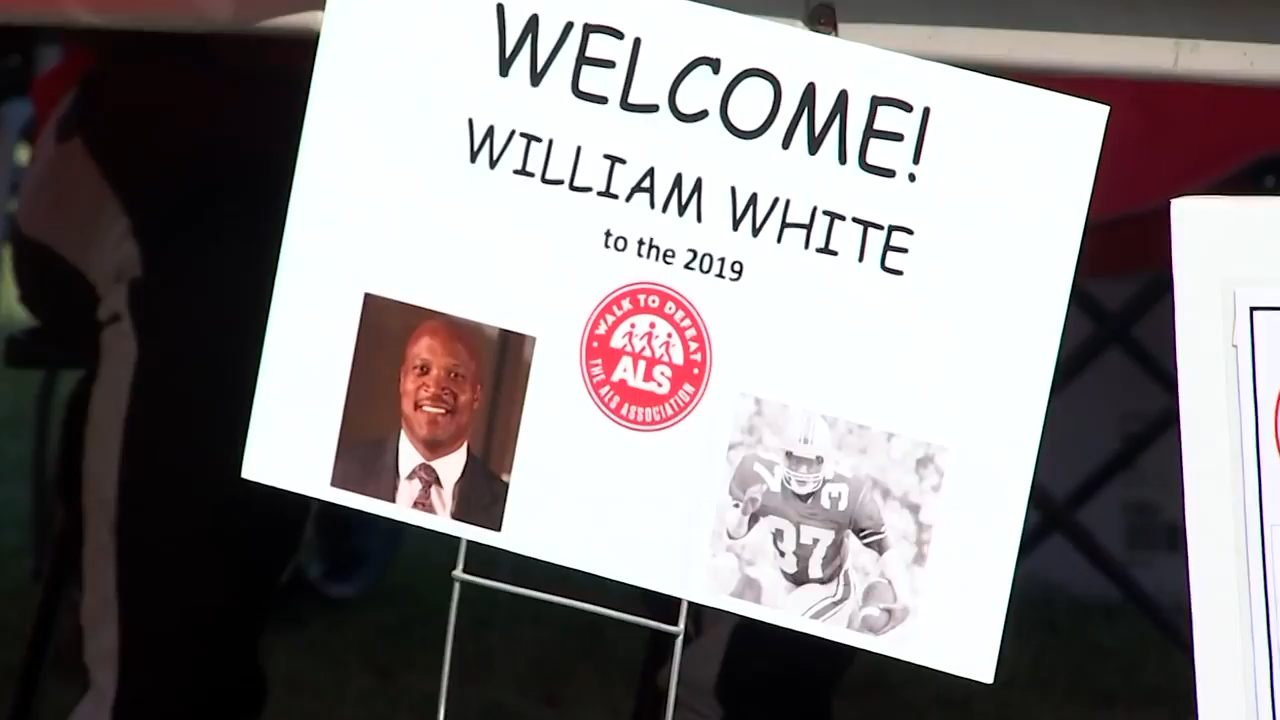 WELCOME!
WILLIAM WHITE
to the 2019
WALK TO DEFEAT
ALS
THE ALS ASSOCIATION
37